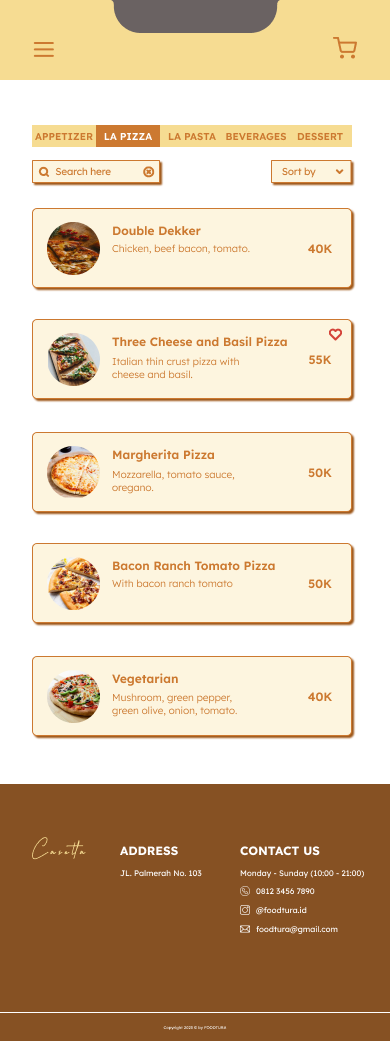 APPETIZER LA PIZZA LA PASTA BEVERAGES DESSERT
Search here
Sort by
Double Dekker
Chicken, beef bacon, tomato.
40K
Three Cheese and Basil Pizza
Italian thin crust pizza with
cheese and basil.
55K
Margherita Pizza
Mozzarella, tomato sauce,
oregano.
50K
Bacon Ranch Tomato Pizza
With bacon ranch tomato
50K
Vegetarian
Mushroom, green pepper,
green olive, onion, tomato.
40K
ADDRESS
JL. Palmerah No. 103
CONTACT US
Monday - Sunday (10:00 - 21:00)
0812 3456 7890
@foodtura.id
foodtura@gmail.com
Copyright 2023 © by FOODTURA